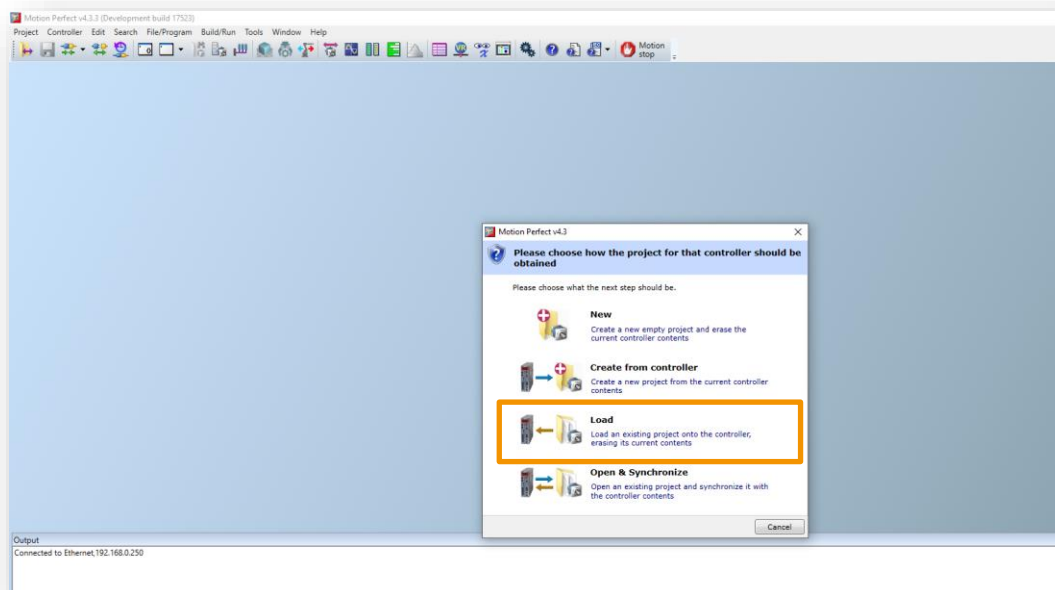 Motion Perfect v4.3.3 (Development build 17523)
Project Controller Edit Search File/Program Build/Run Tools Window Help
Motion
stop
Motion Perfect v4.3
Please choose how the project for that controller should be
obtained
Please choose what the next step should be.
New
Create a new empty project and erase the
current controller contents
Create from controller
Create a new project from the current controller
contents
Load
Load an existing project onto the controller,
erasing its current contents
Open & Synchronize
Open an existing project and synchronize it with
the controller contents
Cancel
Output
Connected to Ethernet,192.168.0.250